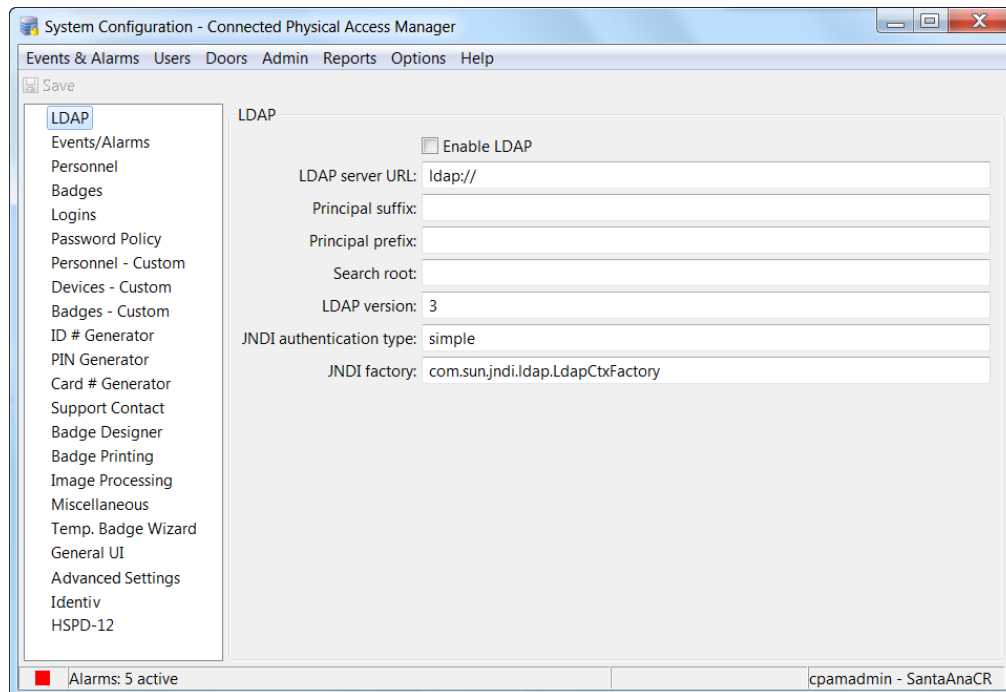 System Configuration - Connected Physical Access Manager
Events & Alarms Users Doors Admin Reports Options Help
Save
LDAP
Events/Alarms
Personnel
Badges
Logins
Password Policy
Personnel - Custom
Devices - Custom
Badges - Custom
ID # Generator
PIN Generator
Card # Generator
Support Contact
Badge Designer
Badge Printing
Image Processing
Miscellaneous
Temp. Badge Wizard
General UI
Advanced Settings
Identiv
HSPD-12
LDAP
Enable LDAP
LDAP server URL: ldap://
Principal suffix:
Principal prefix:
Search root:
LDAP version: 3
JNDI authentication type: simple
JNDI factory: com.sun.jndi.ldap.LdapCtxFactory
Alarms: 5 active
cpamadmin - SantaAnaCR